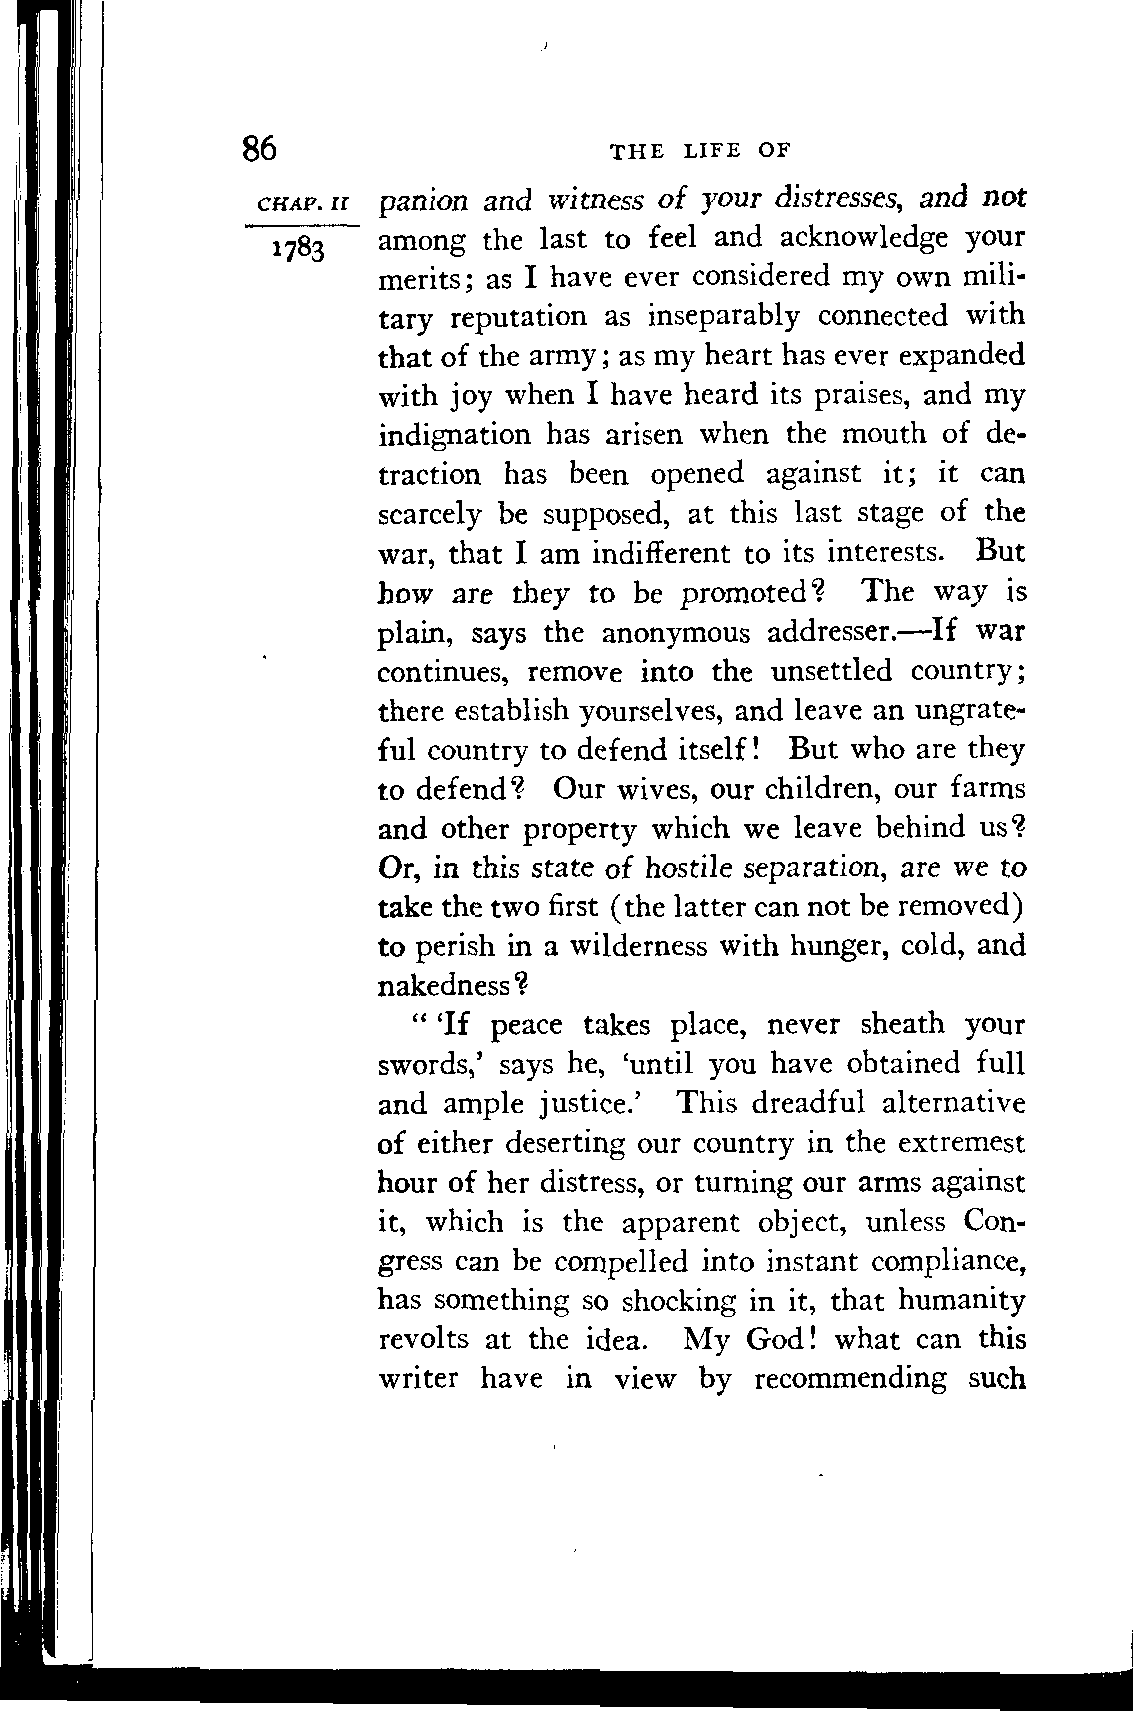 86 THE LIFE OF
CHAP. II panion and witness of your distresses, and not
1783 among the last to feel and acknowledge your
merits; as I have ever considered my own mili-
tary reputation as inseparably connected with
that of the army; as my heart has ever expanded
with joy when I have heard its praises, and my
indignation has arisen when the mouth of de-
traction has been opened against it; it can
scarcely be supposed, at this last stage of the
war, that I am indifferent to its interests. But
how are they to be promoted? The way is
plain, says the anonymous addresser.—If war
continues, remove into the unsettled country;
there establish yourselves, and leave an ungrate-
ful country to defend itself! But who are they
to defend? Our wives, our children, our farms
and other property which we leave behind us?
Or, in this state of hostile separation, are we to
take the two first (the latter can not be removed)
to perish in a wilderness with hunger, cold, and
nakedness?
“ ‘If peace takes place, never sheath your
swords,’ says he, ‘until you have obtained full
and ample justice.’ This dreadful alternative
of either deserting our country in the extremest
hour of her distress, or turning our arms against
it, which is the apparent object, unless Con-
gress can be compelled into instant compliance,
has something so shocking in it, that humanity
revolts at the idea. My God! what can this
writer have in view by recommending such